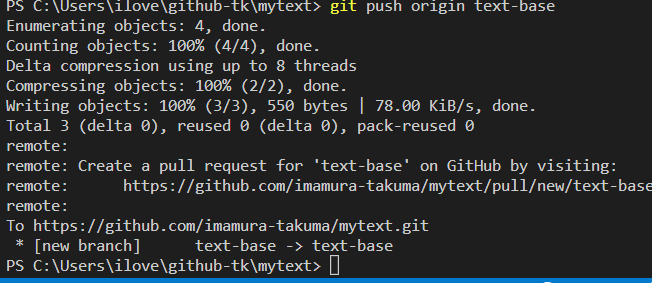 PS C:\Users\ilove\github-tk\mytext> git push origin text-base
Enumerating objects: 4, done.
Counting objects: 100% (4/4), done.
Delta compression using up to 8 threads
Compressing objects: 100% (2/2), done.
Writing objects: 100% (3/3), 550 bytes | 78.00 KiB/s, done.
Total 3 (delta 0), reused 0 (delta 0), pack-reused 0
remote:
remote: Create a pull request for 'text-base' on GitHub by visiting:
remote:      https://github.com/imamura-takuma/mytext/pull/new/text-base
remote:
To https://github.com/imamura-takuma/mytext.git
 * [new branch]      text-base -> text-base
PS C:\Users\ilove\github-tk\mytext>